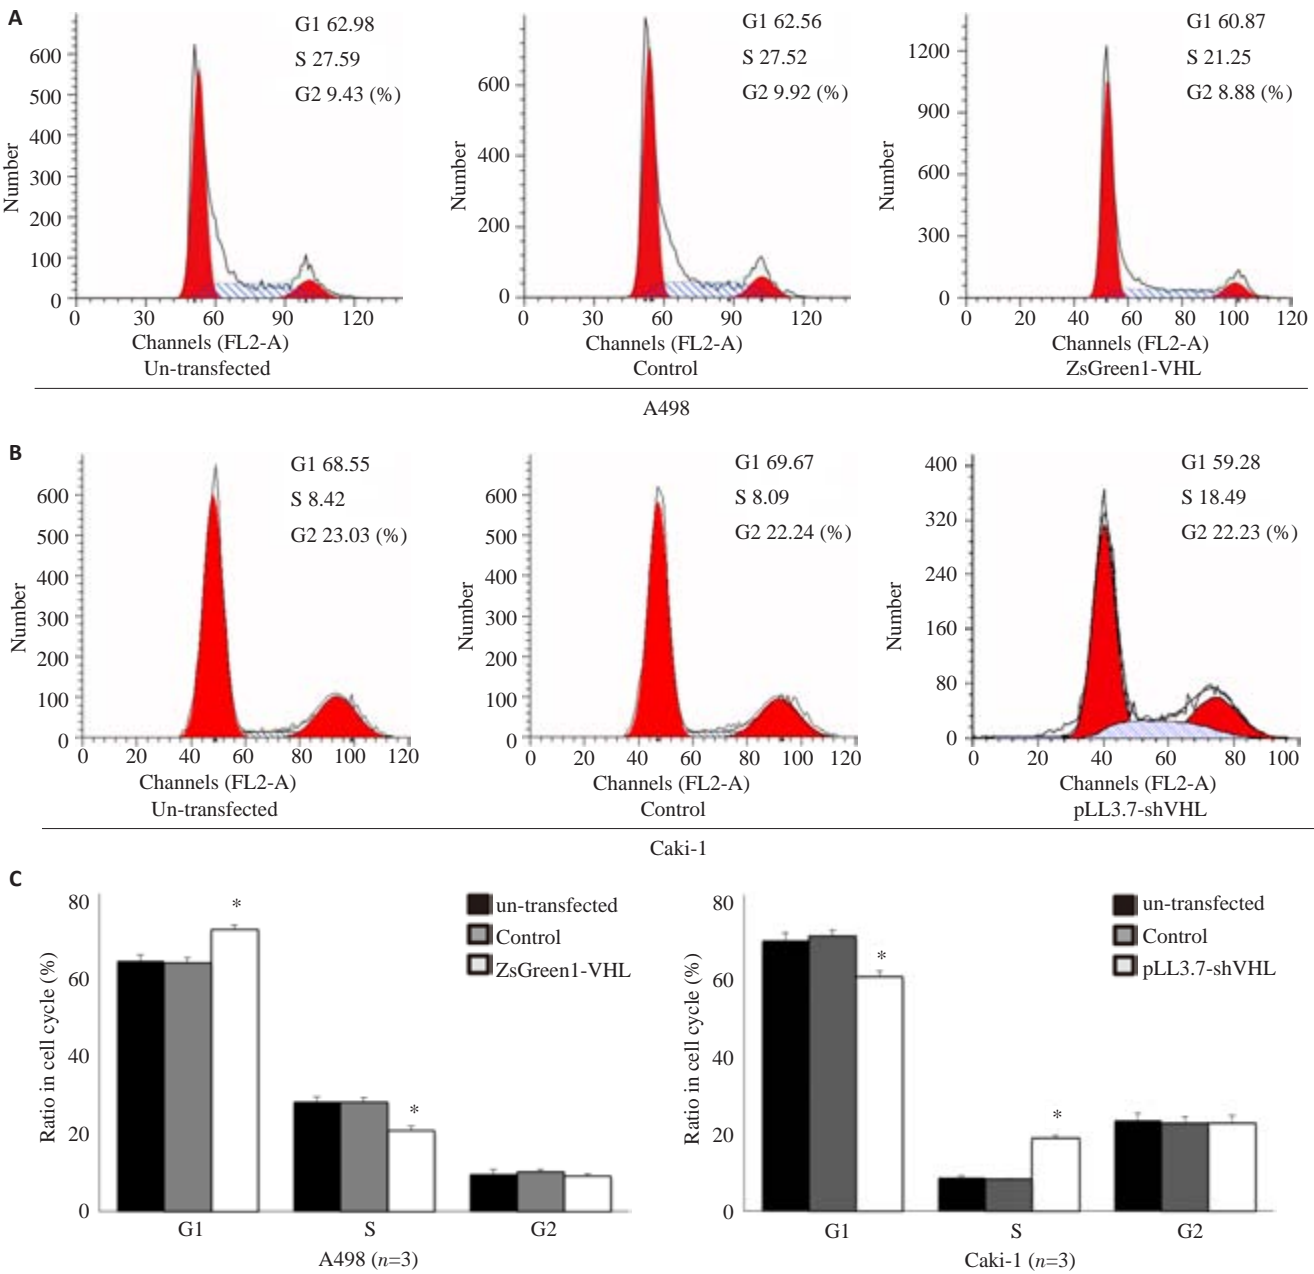 A
G1 62.98
S 27.59
G2 9.43 (%)
600
500
400
300
200
100
0
Number
0 30 60 90 120
Channels (FL2-A)
Un-transfected
G1 62.56
S 27.52
G2 9.92 (%)
600
400
200
0
Number
0 30 60 90 120
Channels (FL2-A)
Control
G1 60.87
S 21.25
G2 8.88 (%)
1200
900
600
300
0
Number
0 20 40 60 80 100 120
Channels (FL2-A)
ZsGreen1-VHL
A498
B
G1 68.55
S 8.42
G2 23.03 (%)
600
500
400
300
200
100
0
Number
0 20 40 60 80 100 120
Channels (FL2-A)
Un-transfected
G1 69.67
S 8.09
G2 22.24 (%)
600
500
400
300
200
100
0
Number
0 20 40 60 80 100 120
Channels (FL2-A)
Control
G1 59.28
S 18.49
G2 22.23 (%)
400
320
240
160
80
0
Number
0 20 40 60 80 100
Channels (FL2-A)
pLL3.7-shVHL
Caki-1
C
80
60
40
20
0
Ratio in cell cycle (%)
*
*
un-transfected
Control
ZsGreen1-VHL
G1 S G2
A498 (n=3)
80
60
40
20
0
Ratio in cell cycle (%)
*
*
un-transfected
Control
pLL3.7-shVHL
G1 S G2
Caki-1 (n=3)